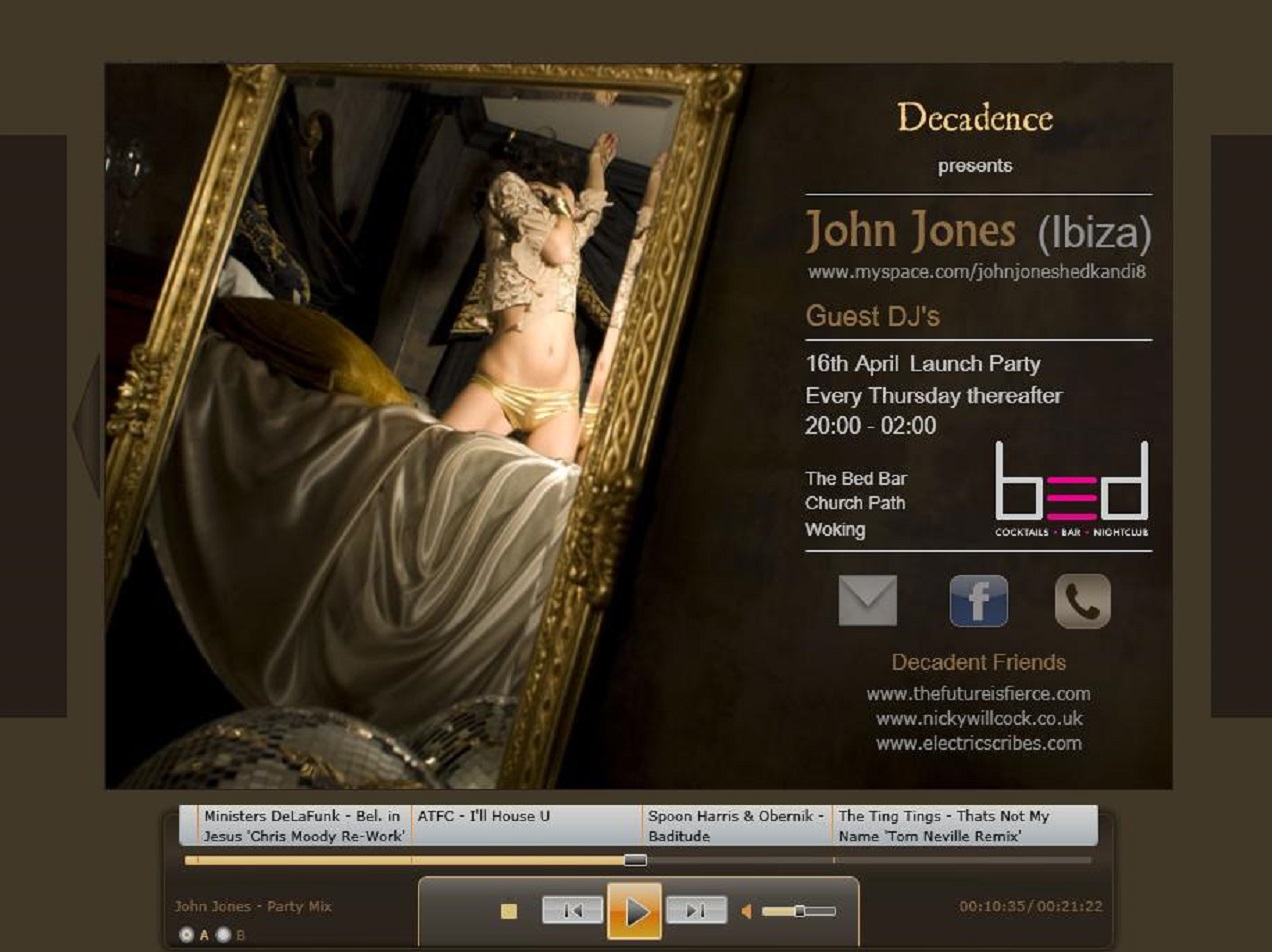 Decadence
presents
John Jones (Ibiza)
www.myspace.com/johnjoneshedkandi8
Guest DJ's
16th April Launch Party
Every Thursday thereafter
20:00 - 02:00
The Bed Bar
Church Path
Woking
bed
COCKTAILS • BAR • NIGHTCLUB
f
Decadent Friends
www.thefutureisfierce.com
www.nickywillcock.co.uk
www.electricscribes.com
Ministers DeLaFunk - Bel. in
Jesus 'Chris Moody Re-Work'
ATFC - I'll House U
Spoon Harris & Obernik -
Baditude
The Ting Tings - Thats Not My
Name 'Tom Neville Remix'
John Jones - Party Mix
00:10:35/00:21:22
A B